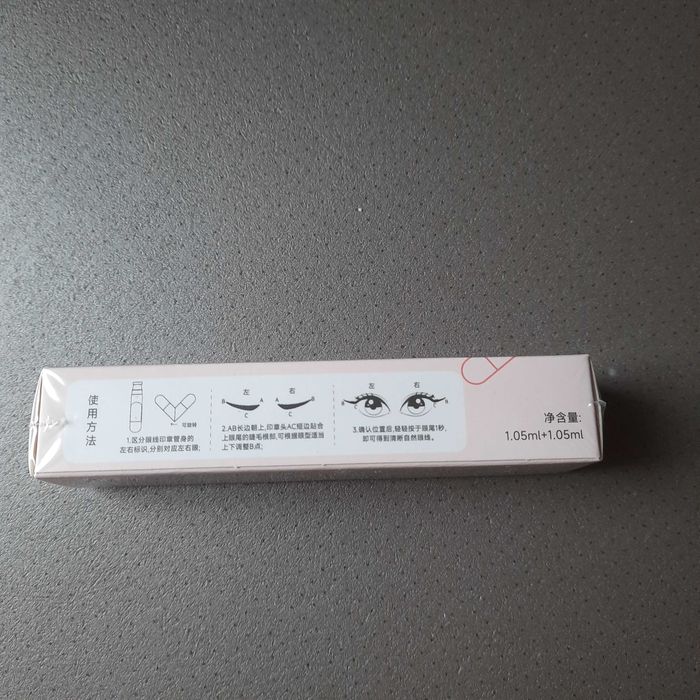 使用方法
可旋转
1.区分眼线印章管身的
左右标识,分别对应左右眼;
左 右
B A A B
C C
2.AB长边朝上,印章头AC短边贴合
上眼尾的睫毛根部,可根据眼型适当
上下调整B点;
左 右
B A A B
C C
3.确认位置后,轻轻按于眼尾1秒,
即可得到清晰自然眼线。
净含量:
1.05ml+1.05ml